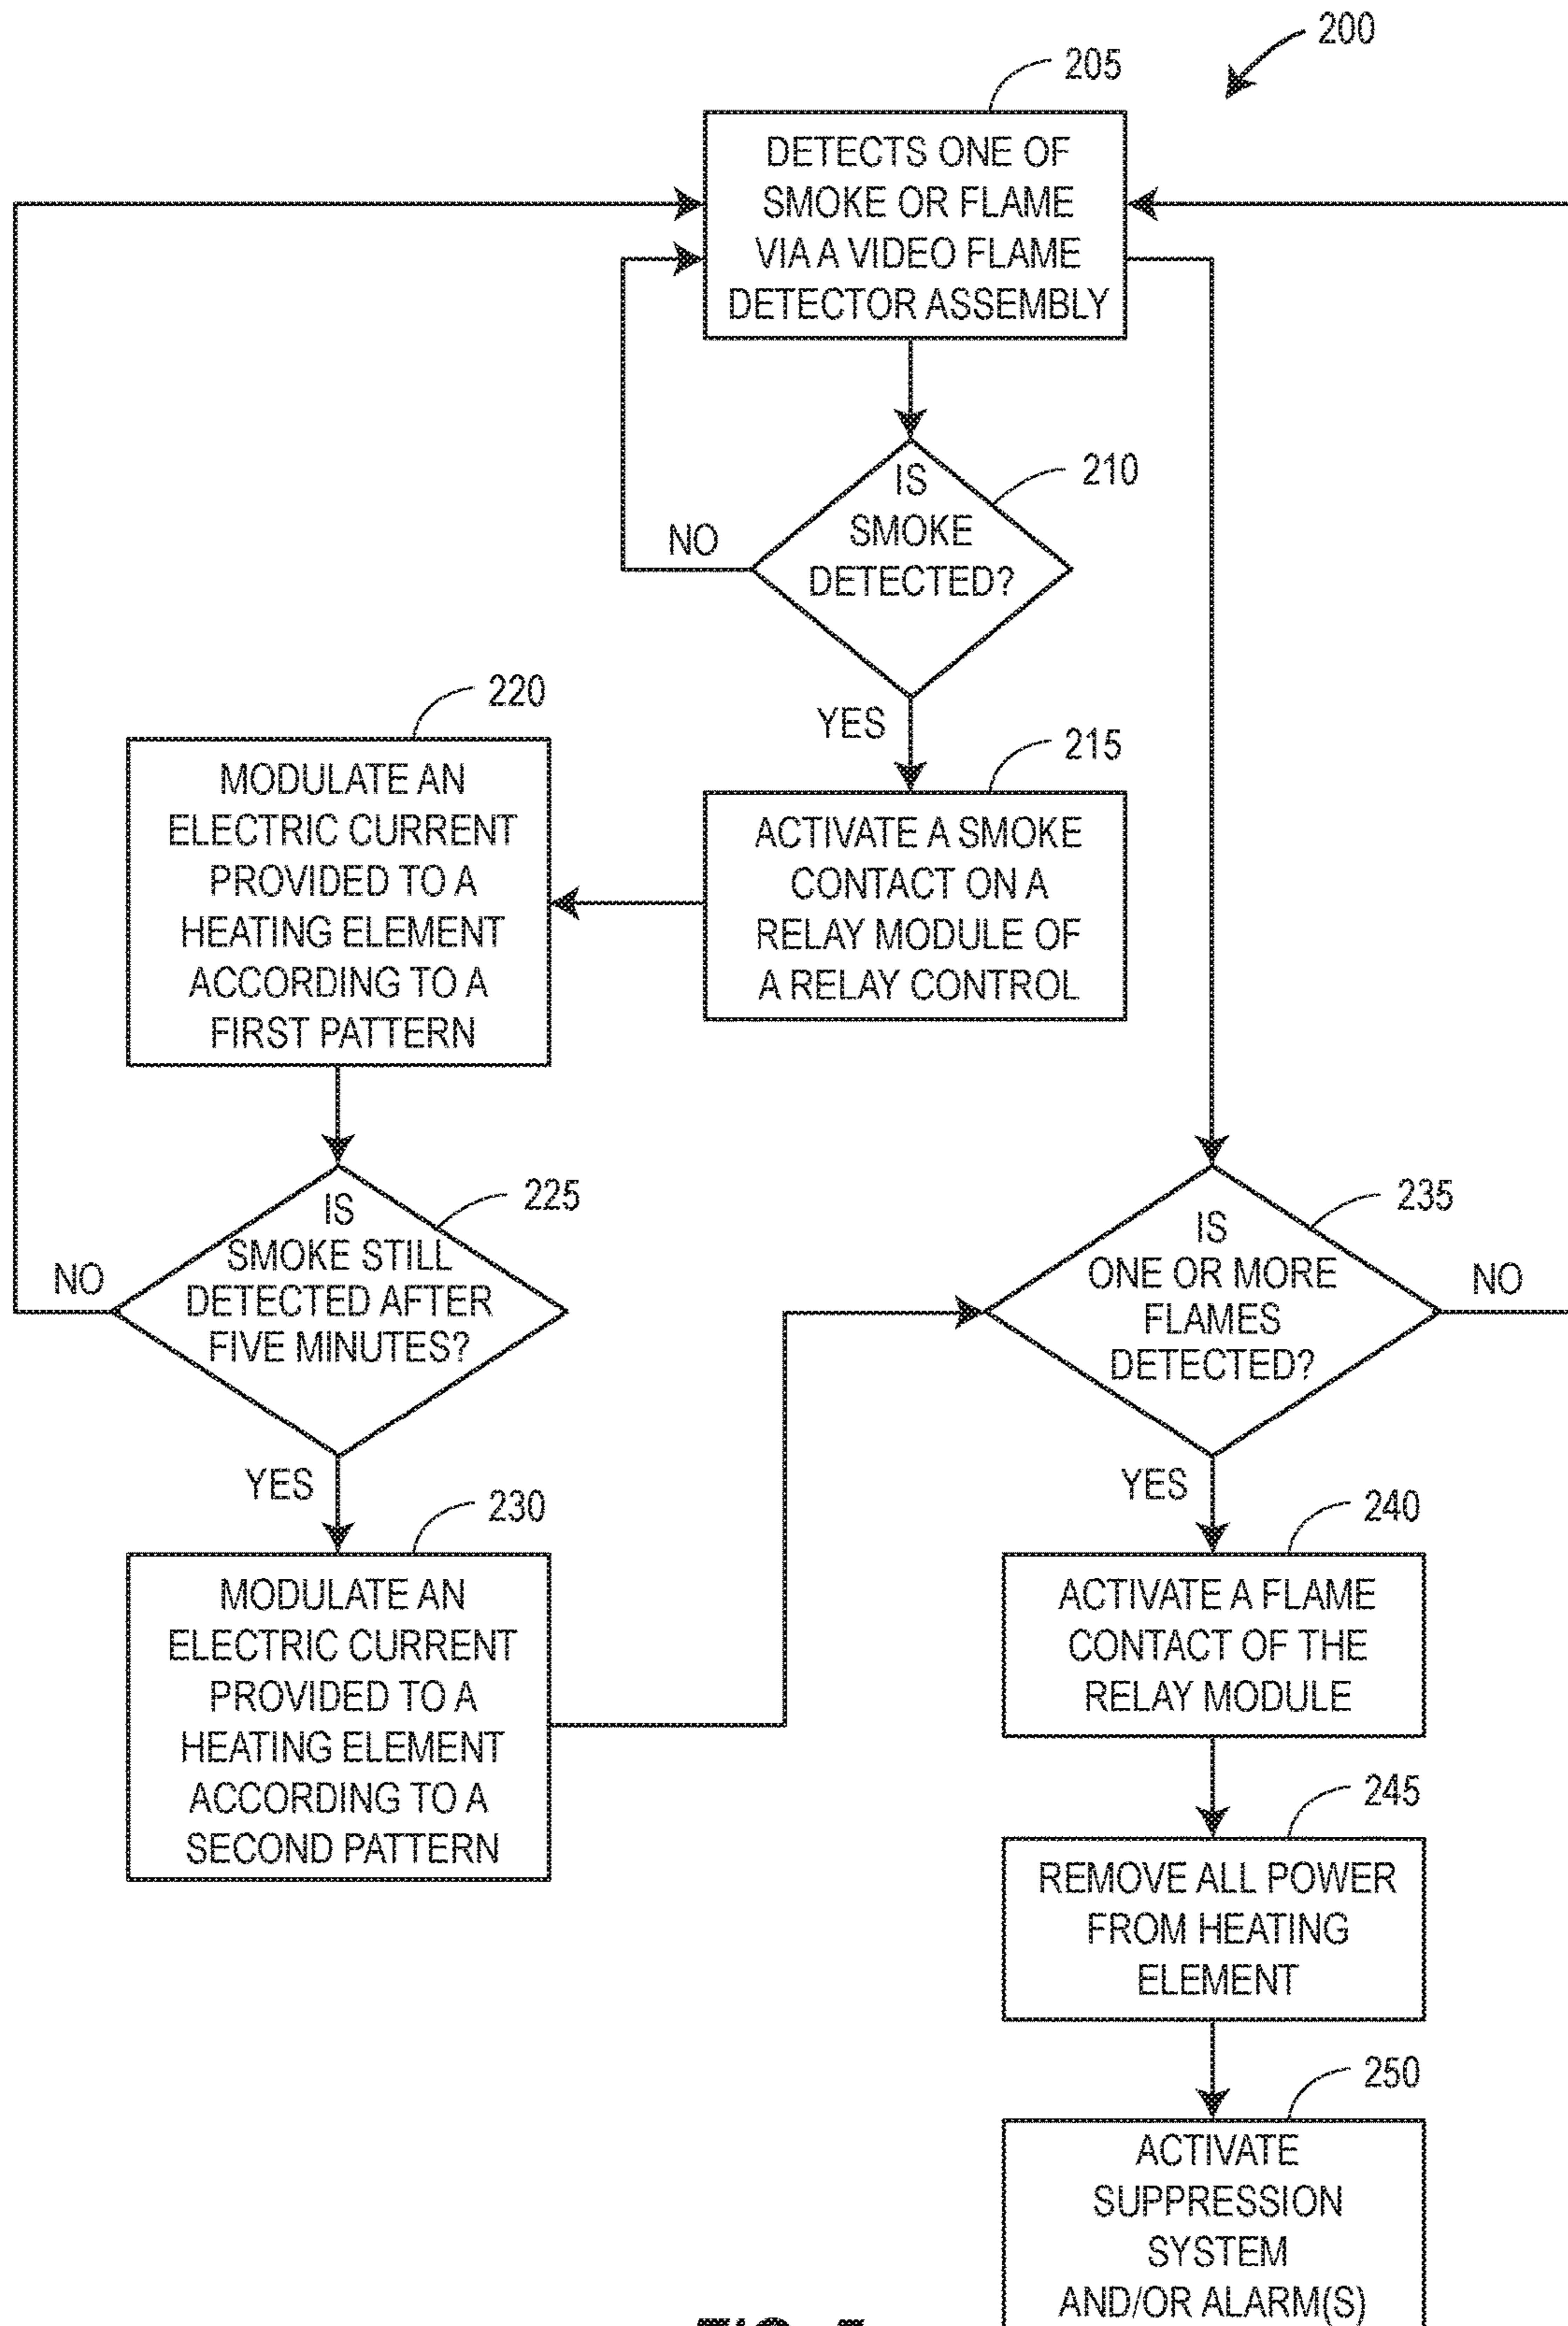 200
205
DETECTS ONE OF
SMOKE OR FLAME
VIA A VIDEO FLAME
DETECTOR ASSEMBLY
210
IS
SMOKE
DETECTED?
NO
YES
215
ACTIVATE A SMOKE
CONTACT ON A
RELAY MODULE OF
A RELAY CONTROL
220
MODULATE AN
ELECTRIC CURRENT
PROVIDED TO A
HEATING ELEMENT
ACCORDING TO A
FIRST PATTERN
225
IS
SMOKE STILL
DETECTED AFTER
FIVE MINUTES?
NO
YES
230
MODULATE AN
ELECTRIC CURRENT
PROVIDED TO A
HEATING ELEMENT
ACCORDING TO A
SECOND PATTERN
235
IS
ONE OR MORE
FLAMES
DETECTED?
NO
YES
240
ACTIVATE A FLAME
CONTACT OF THE
RELAY MODULE
245
REMOVE ALL POWER
FROM HEATING
ELEMENT
250
ACTIVATE
SUPPRESSION
SYSTEM
AND/OR ALARM(S)